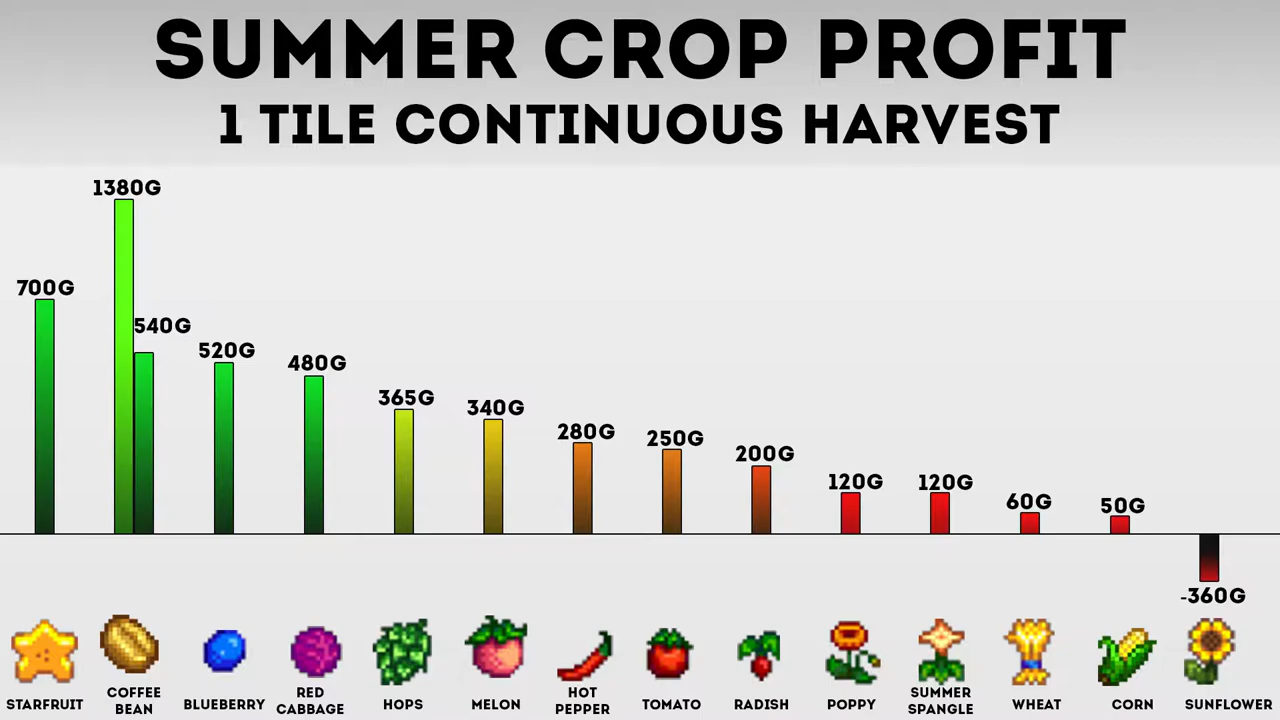 SUMMER CROP PROFIT
1 TILE CONTINUOUS HARVEST
1380G
700G
540G
520G
480G
365G
340G
280G
250G
200G
120G
120G
60G
50G
-360G
STARFRUIT
COFFEE
BEAN
BLUEBERRY
RED
CABBAGE
HOPS
MELON
HOT
PEPPER
TOMATO
RADISH
POPPY
SUMMER
SPANGLE
WHEAT
CORN
SUNFLOWER